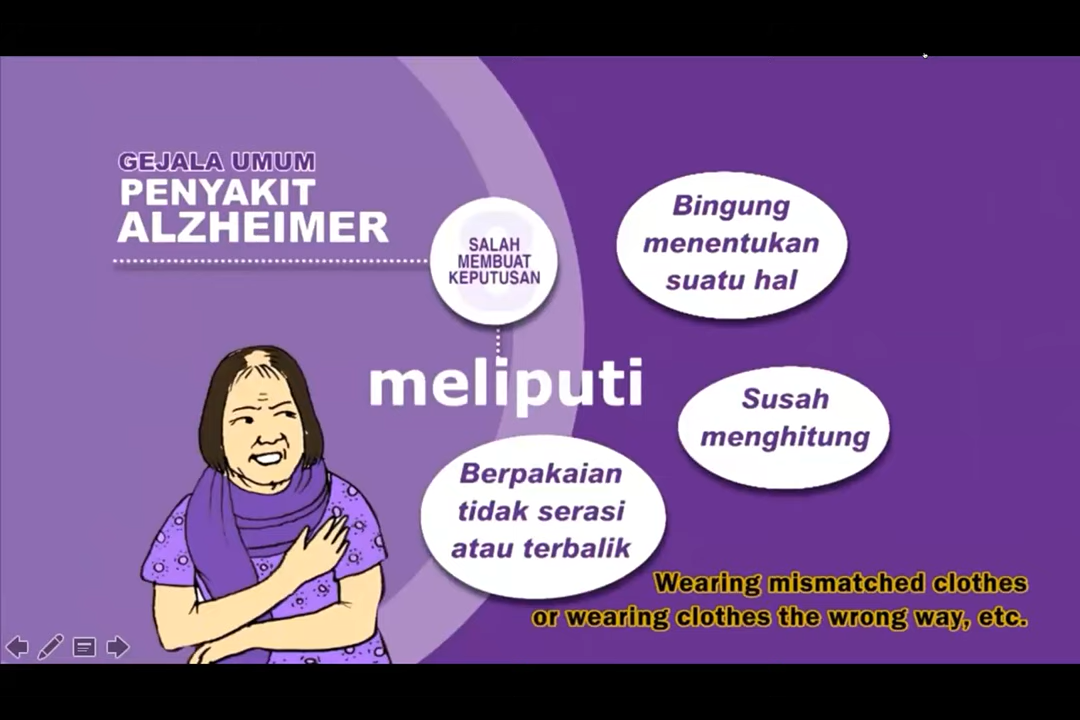 GEJALA UMUM
PENYAKIT
ALZHEIMER
SALAH
MEMBUAT
KEPUTUSAN
meliputi
Bingung
menentukan
suatu hal
Susah
menghitung
Berpakaian
tidak serasi
atau terbalik
Wearing mismatched clothes
or wearing clothes the wrong way, etc.